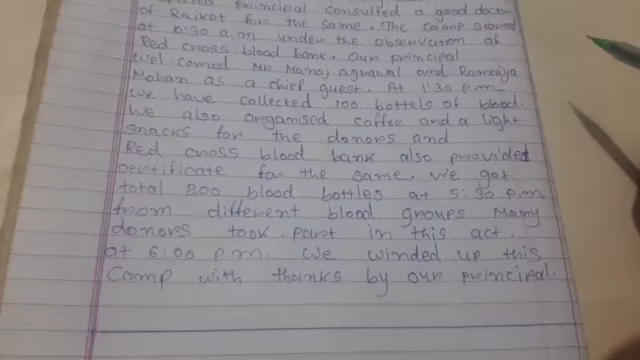 Principal consulted a good doctor
of Rajkot for the same. The camp started
at 8:30 a.m. under the observation of
Red cross blood bank. Our principal
wel-comed Mr. Manoj agrawal and Rameya
Mohan as a chief guest. At 1:30 p.m.
We have collected 100 bottels of blood.
We also organised coffee and a light
snacks for the donors and
Red cross blood bank also provided
certificate for the same. We got
total 200 blood bottles at 5:30 p.m
from different blood groups. Many
donors took part in this act.
at 6:00 p.m. We winded up this
Camp with thanks by our principal.